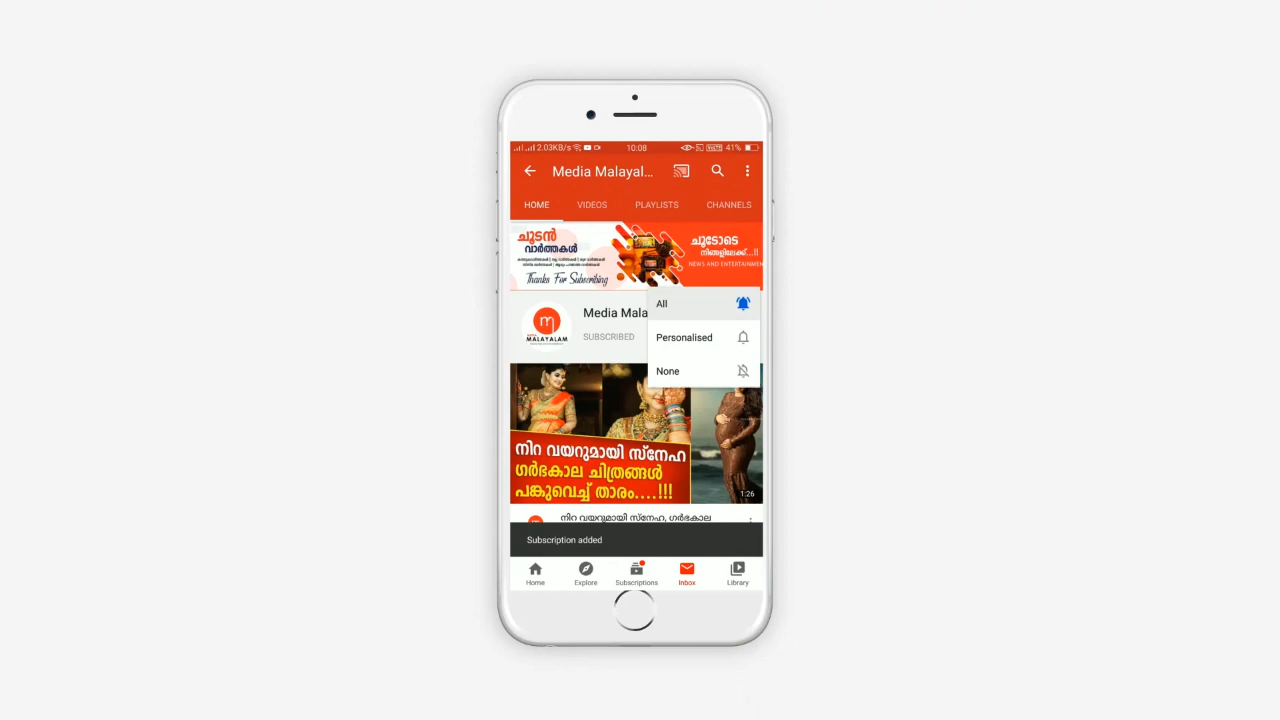 2.03KB/s 10:08 41%
Media Malayal...
HOME VIDEOS PLAYLISTS CHANNELS
ചൂടൻ
വാർത്തകൾ
Thanks For Subscribing
ചൂടോടെ
നിങ്ങളിലേക്ക്...!!
NEWS AND ENTERTAINMEN
All
Media Mala
Personalised
SUBSCRIBED
MALAYALAM
None
നിറ വയറുമായി സ്നേഹ
ഗർഭകാല ചിത്രങ്ങൾ
പങ്കുവെച്ച് താരം....!!!
1:26
നിറ വയറുമായി സ്നേഹ, ഗർഭകാല
Subscription added
Home Explore Subscriptions Inbox Library